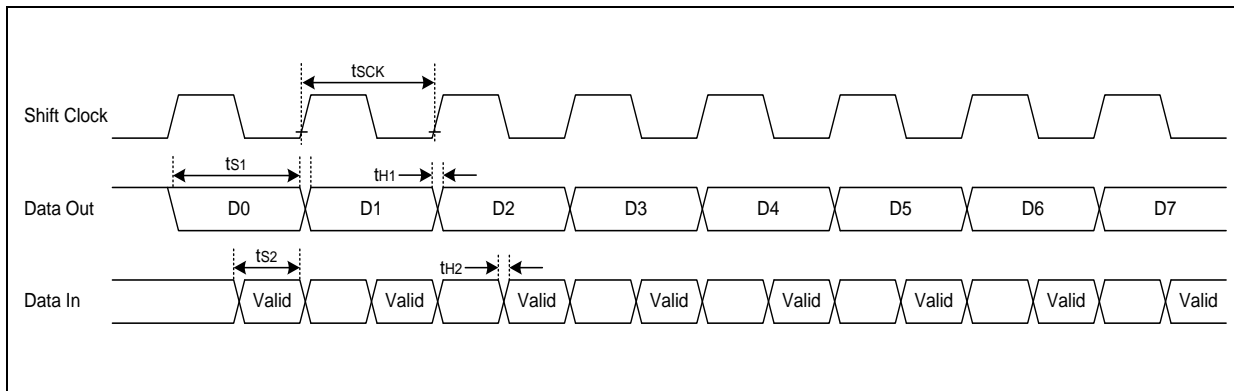 tSCK
Shift Clock
tS1
tH1
Data Out D0 D1 D2 D3 D4 D5 D6 D7
tS2
tH2
Data In Valid Valid Valid Valid Valid Valid Valid Valid